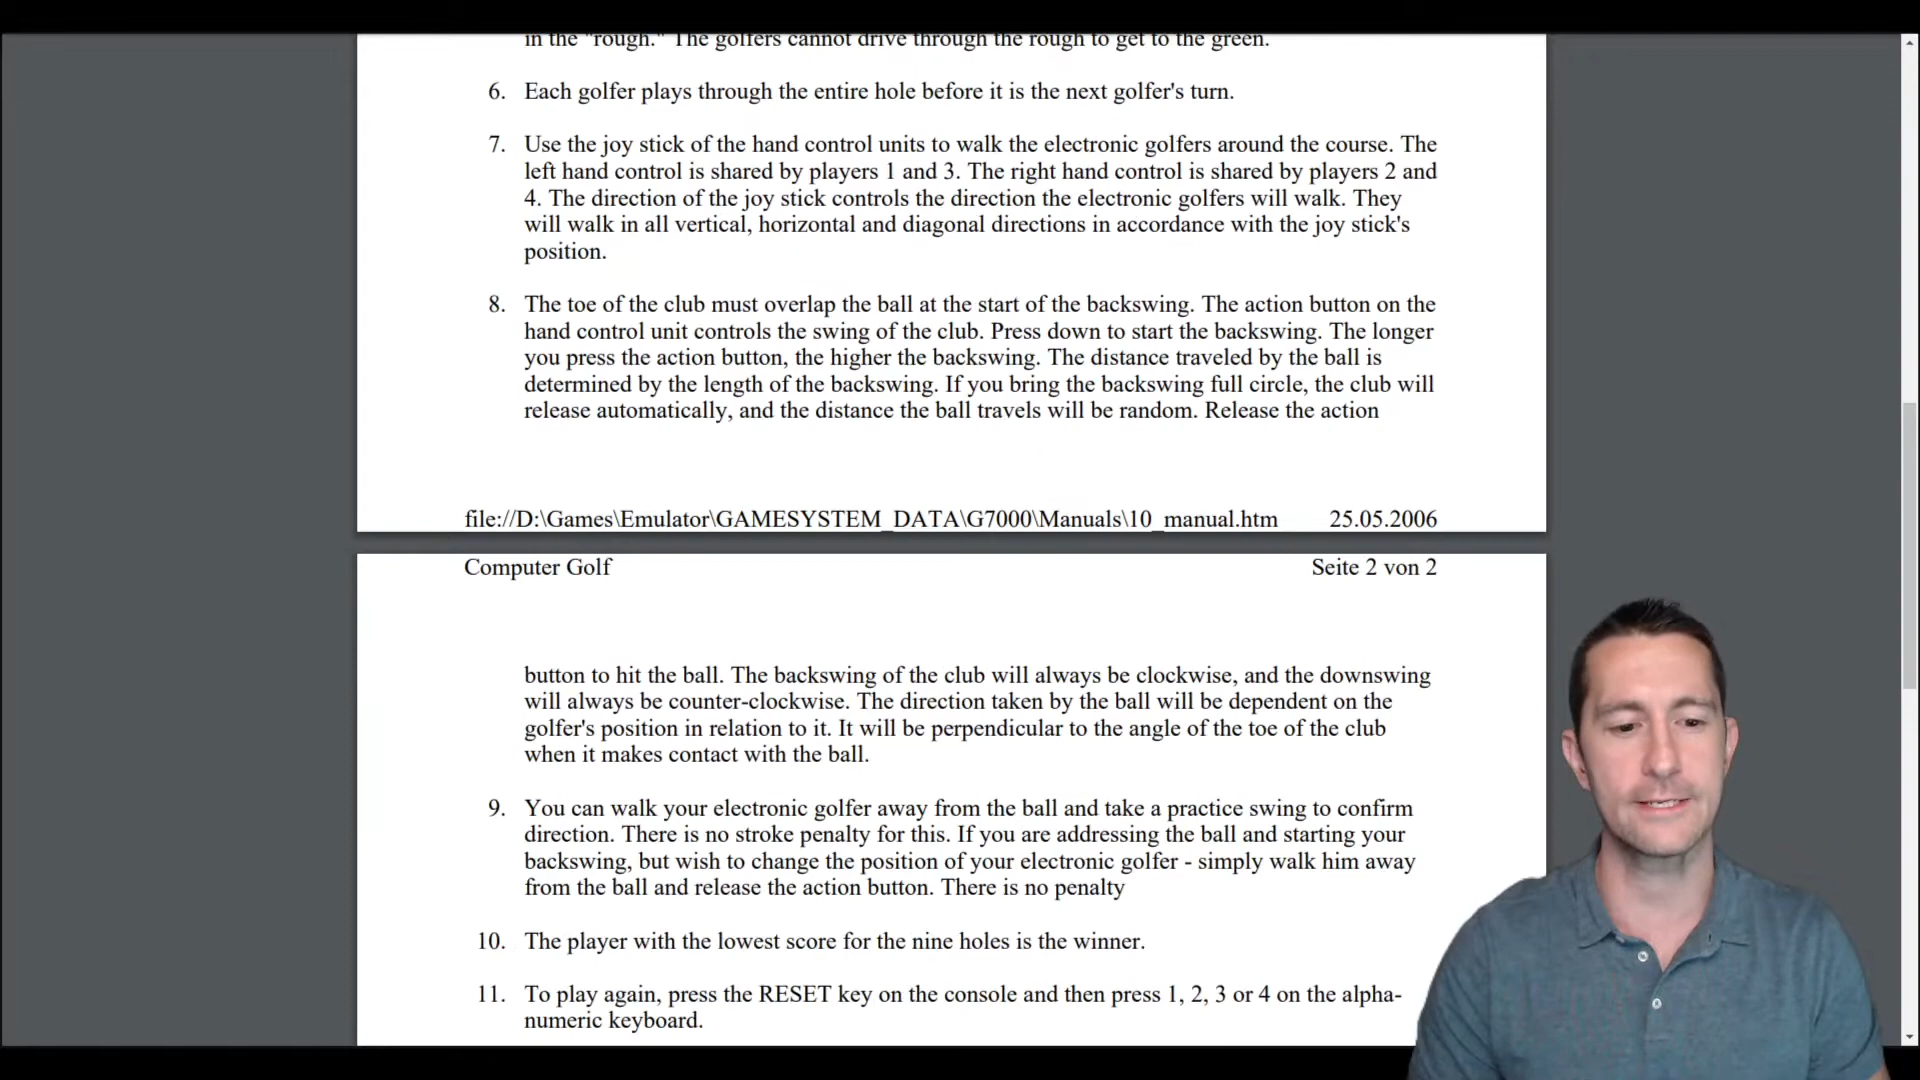 in the "rough." The golfers cannot drive through the rough to get to the green.
6. Each golfer plays through the entire hole before it is the next golfer's turn.
7. Use the joy stick of the hand control units to walk the electronic golfers around the course. The
left hand control is shared by players 1 and 3. The right hand control is shared by players 2 and
4. The direction of the joy stick controls the direction the electronic golfers will walk. They
will walk in all vertical, horizontal and diagonal directions in accordance with the joy stick's
position.
8. The toe of the club must overlap the ball at the start of the backswing. The action button on the
hand control unit controls the swing of the club. Press down to start the backswing. The longer
you press the action button, the higher the backswing. The distance traveled by the ball is
determined by the length of the backswing. If you bring the backswing full circle, the club will
release automatically, and the distance the ball travels will be random. Release the action
file://D:\Games\Emulator\GAMESYSTEM_DATA\G7000\Manuals\10_manual.htm 25.05.2006
Computer Golf Seite 2 von 2
button to hit the ball. The backswing of the club will always be clockwise, and the downswing
will always be counter-clockwise. The direction taken by the ball will be dependent on the
golfer's position in relation to it. It will be perpendicular to the angle of the toe of the club
when it makes contact with the ball.
9. You can walk your electronic golfer away from the ball and take a practice swing to confirm
direction. There is no stroke penalty for this. If you are addressing the ball and starting your
backswing, but wish to change the position of your electronic golfer - simply walk him away
from the ball and release the action button. There is no penalty
10. The player with the lowest score for the nine holes is the winner.
11. To play again, press the RESET key on the console and then press 1, 2, 3 or 4 on the alpha-
numeric keyboard.